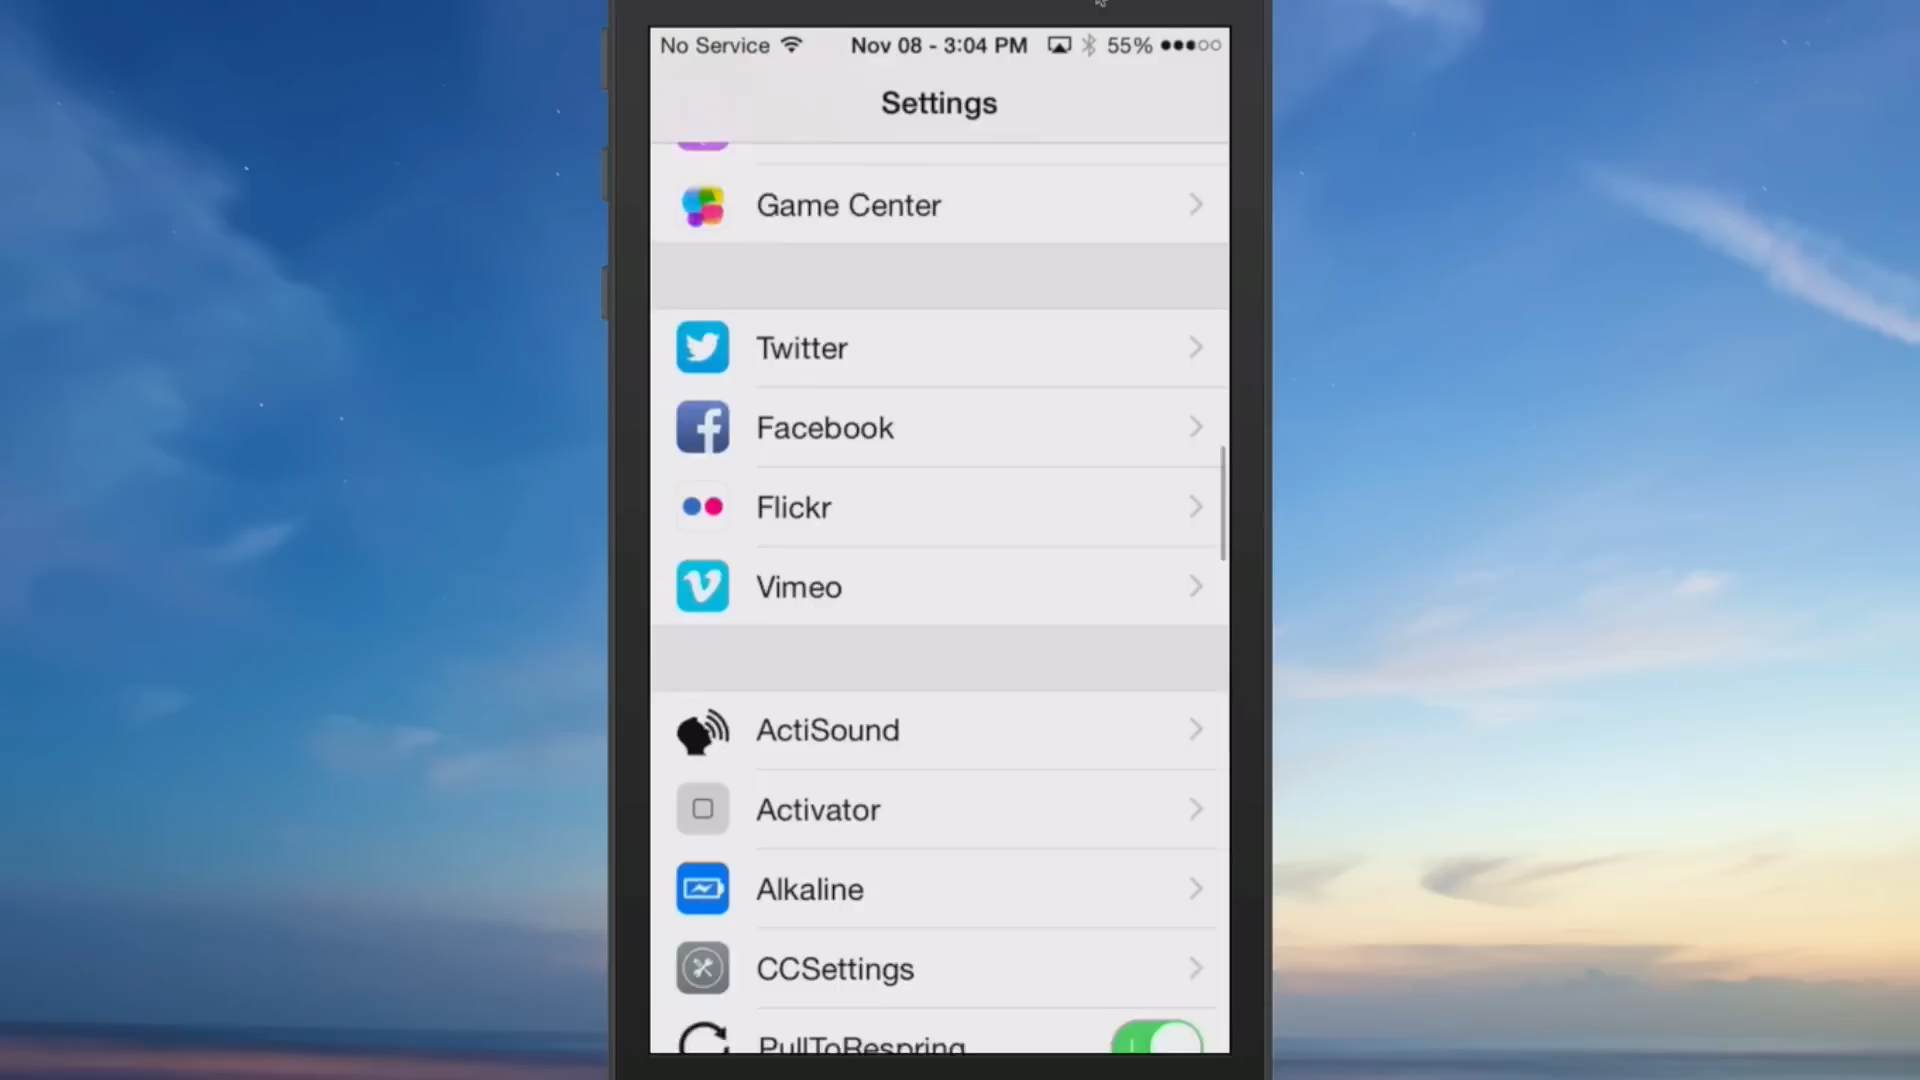 No Service Nov 08 - 3:04 PM 55%
Settings
Game Center
Twitter
Facebook
Flickr
Vimeo
ActiSound
Activator
Alkaline
CCSettings
PullToRespring